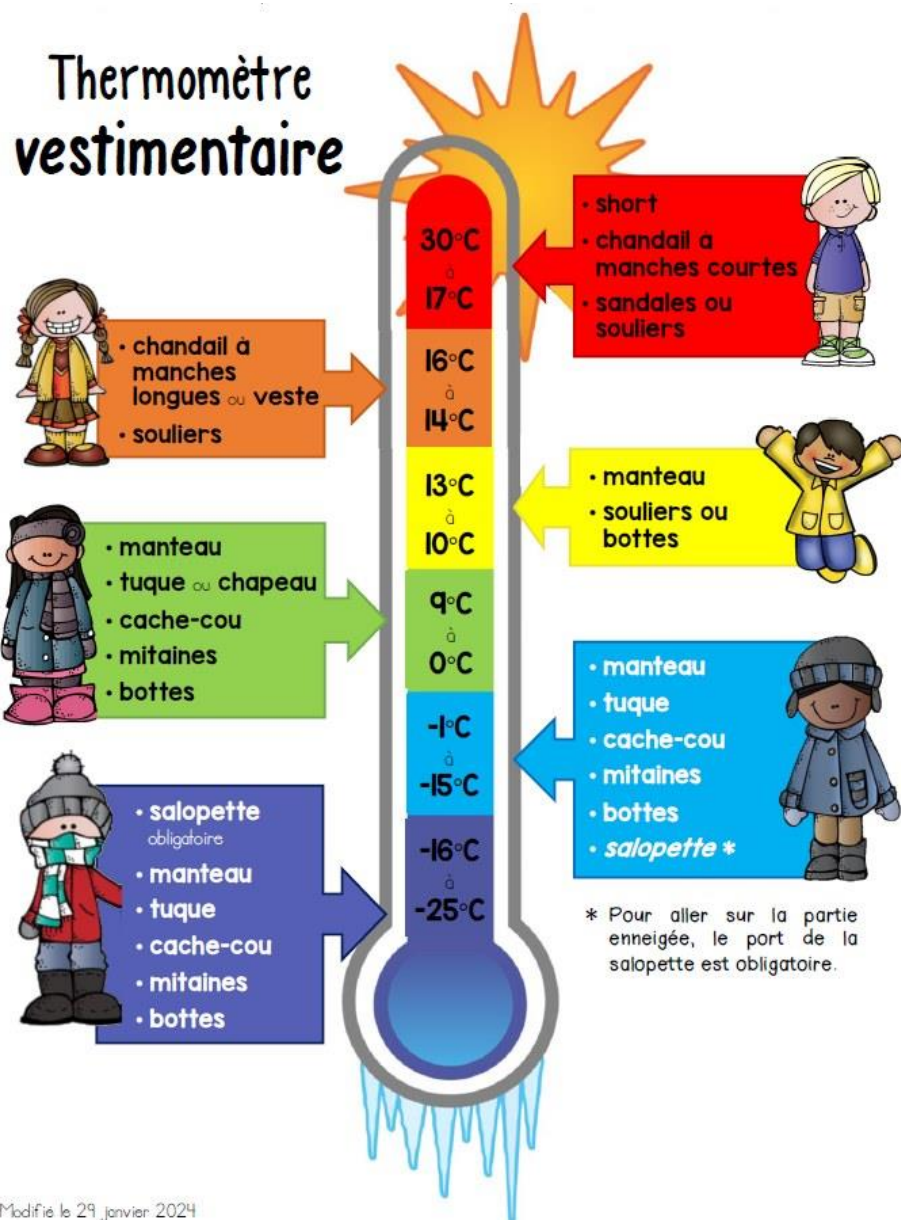 Thermomètre
vestimentaire
30°C
à
17°C
• short
• chandail à
manches courtes
• sandales ou
souliers
• chandail à
manches
longues ou veste
• souliers
16°C
à
14°C
13°C
à
10°C
• manteau
• souliers ou
bottes
• manteau
• tuque ou chapeau
• cache-cou
• mitaines
• bottes
9°C
à
0°C
-1°C
à
-15°C
• manteau
• tuque
• cache-cou
• mitaines
• bottes
• salopette *
• salopette
obligatoire
• manteau
• tuque
• cache-cou
• mitaines
• bottes
-16°C
à
-25°C
* Pour aller sur la partie
enneigée, le port de la
salopette est obligatoire.
Modifié le 29 janvier 2024